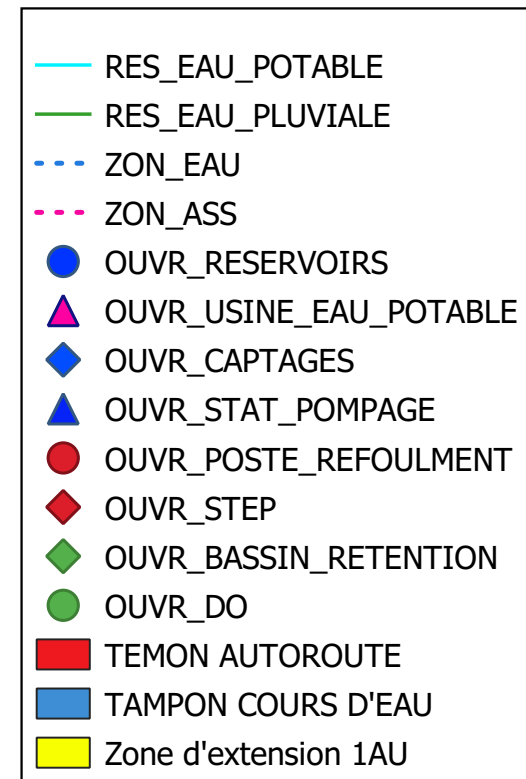 RES_EAU_POTABLE
RES_EAU_PLUVIALE
ZON_EAU
ZON_ASS
OUVR_RESERVOIRS
OUVR_USINE_EAU_POTABLE
OUVR_CAPTAGES
OUVR_STAT_POMPAGE
OUVR_POSTE_REFOULMENT
OUVR_STEP
OUVR_BASSIN_RETENTION
OUVR_DO
TEMON AUTOROUTE
TAMPON COURS D'EAU
Zone d'extension 1AU